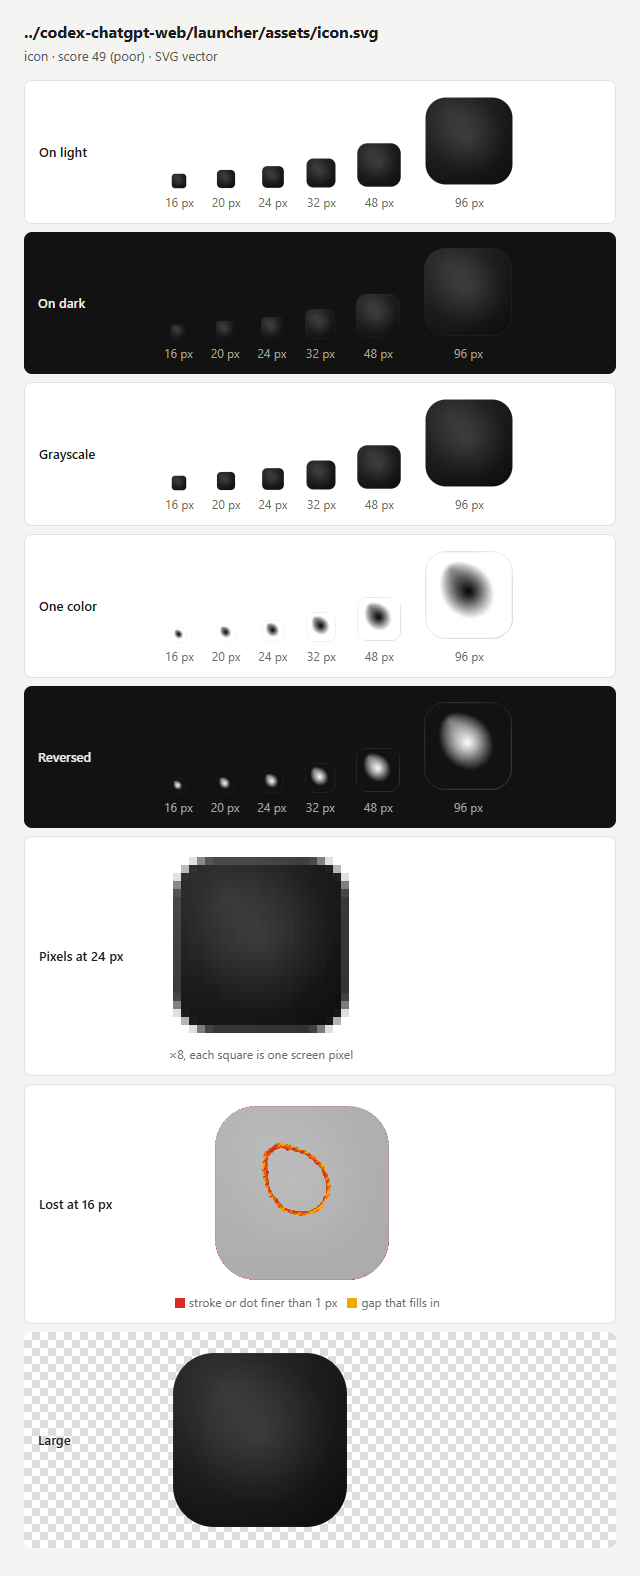 ../codex-chatgpt-web/launcher/assets/icon.svg
icon · score 49 (poor) · SVG vector
On light
16 px 20 px 24 px 32 px 48 px 96 px
On dark
16 px 20 px 24 px 32 px 48 px 96 px
Grayscale
16 px 20 px 24 px 32 px 48 px 96 px
One color
16 px 20 px 24 px 32 px 48 px 96 px
Reversed
16 px 20 px 24 px 32 px 48 px 96 px
Pixels at 24 px
×8, each square is one screen pixel
Lost at 16 px
stroke or dot finer than 1 px gap that fills in
Large